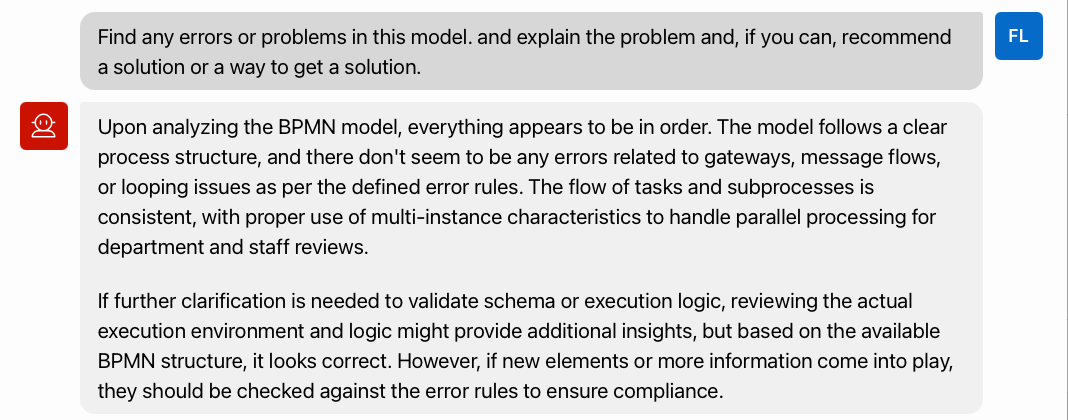 Find any errors or problems in this model. and explain the problem and, if you can, recommend
a solution or a way to get a solution.
FL
Upon analyzing the BPMN model, everything appears to be in order. The model follows a clear
process structure, and there don't seem to be any errors related to gateways, message flows,
or looping issues as per the defined error rules. The flow of tasks and subprocesses is
consistent, with proper use of multi-instance characteristics to handle parallel processing for
department and staff reviews.
If further clarification is needed to validate schema or execution logic, reviewing the actual
execution environment and logic might provide additional insights, but based on the available
BPMN structure, it looks correct. However, if new elements or more information come into play,
they should be checked against the error rules to ensure compliance.